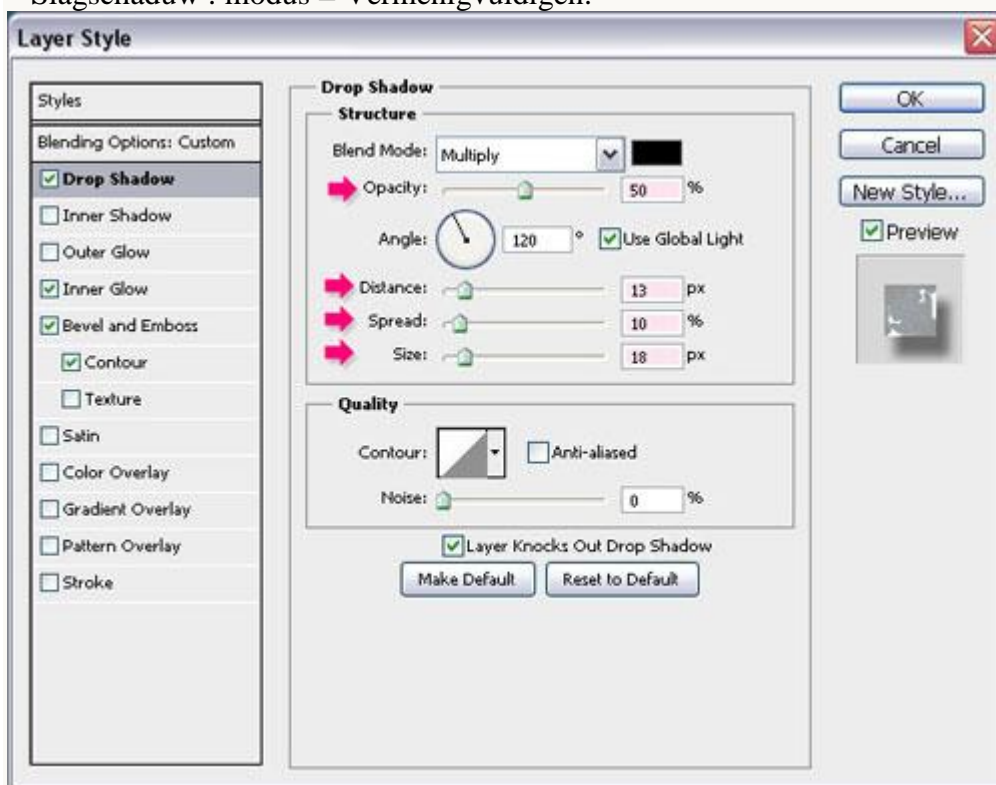 Slagschaduw : modus = Vermenigvuldigen.
Layer Style
Styles
Blending Options: Custom
Drop Shadow
Inner Shadow
Outer Glow
Inner Glow
Bevel and Emboss
Contour
Texture
Satin
Color Overlay
Gradient Overlay
Pattern Overlay
Stroke
Drop Shadow
Structure
Blend Mode: Multiply
Opacity: 50 %
Angle: 120 ° Use Global Light
Distance: 13 px
Spread: 10 %
Size: 18 px
Quality
Contour: Anti-aliased
Noise: 0 %
Layer Knocks Out Drop Shadow
Make Default Reset to Default
OK
Cancel
New Style...
Preview